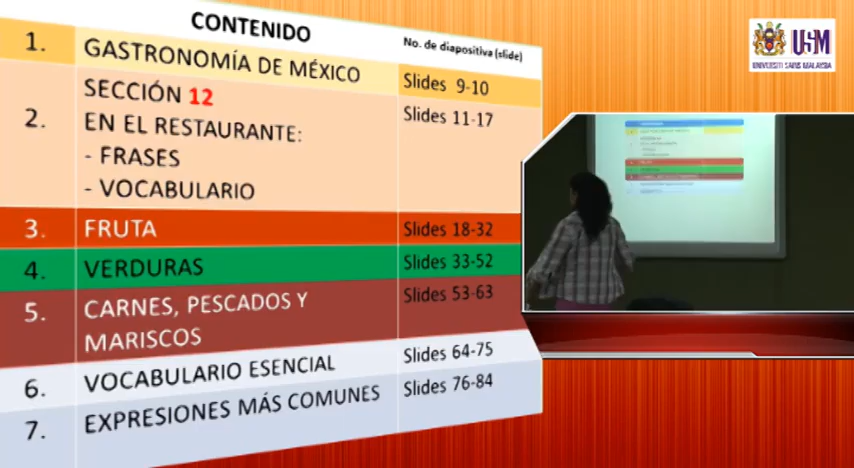 CONTENIDO
No. de diapositiva (slide)
1. GASTRONOMÍA DE MÉXICO Slides 9-10
2. SECCIÓN 12 Slides 11-17
EN EL RESTAURANTE:
- FRASES
- VOCABULARIO
3. FRUTA Slides 18-32
4. VERDURAS Slides 33-52
5. CARNES, PESCADOS Y Slides 53-63
MARISCOS
6. VOCABULARIO ESENCIAL Slides 64-75
7. EXPRESIONES MÁS COMUNES Slides 76-84
USM
UNIVERSITI SAINS MALAYSIA